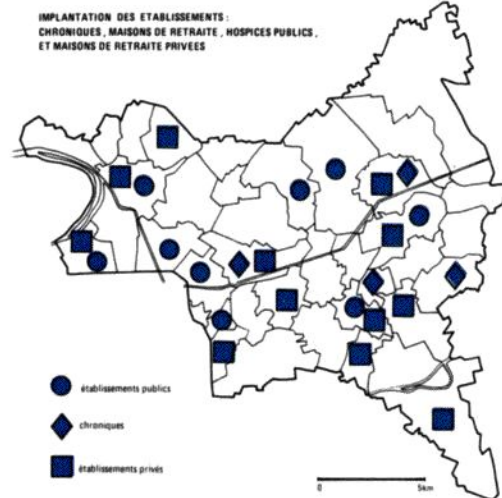 IMPLANTATION DES ETABLISSEMENTS :
CHRONIQUES , MAISONS DE RETRAITE , HOSPICES PUBLICS ,
ET MAISONS DE RETRAITE PRIVEES
établissements publics
chroniques
établissements privés
0 5km